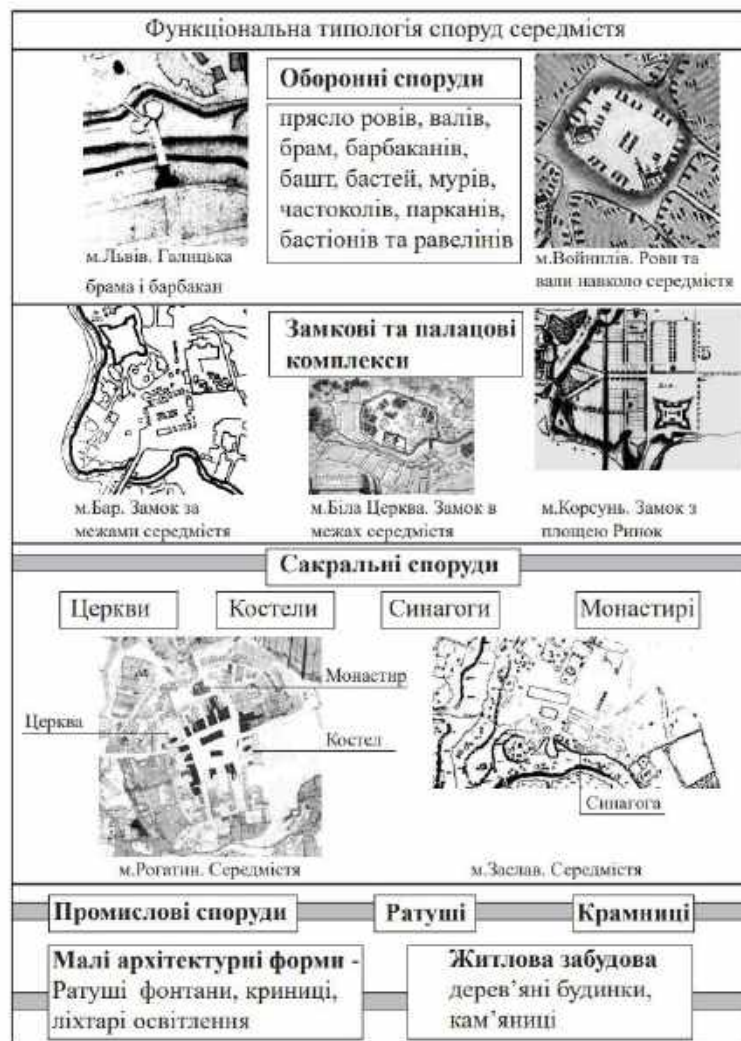 Функціональна типологія споруд середмістя
Оборонні споруди
прясло ровів, валів,
брам, барбаканів,
башт, бастей, мурів,
частоколів, парканів,
бастіонів та равелінів
м.Львів. Галицька
брама і барбакан
м.Войнилів. Рови та
вали навколо середмістя
Замкові та палацові
комплекси
м.Бар. Замок за
межами середмістя
м.Біла Церква. Замок в
межах середмістя
м.Корсунь. Замок з
площею Ринок
Сакральні споруди
Церкви
Костели
Синагоги
Монастирі
Монастир
Церква
Костел
Синагога
м.Рогатин. Середмістя
м.Заслав. Середмістя
Промислові споруди
Ратуші
Крамниці
Малі архітектурні форми -
Ратуші фонтани, криниці,
ліхтарі освітлення
Житлова забудова
дерев’яні будинки,
кам’яниці